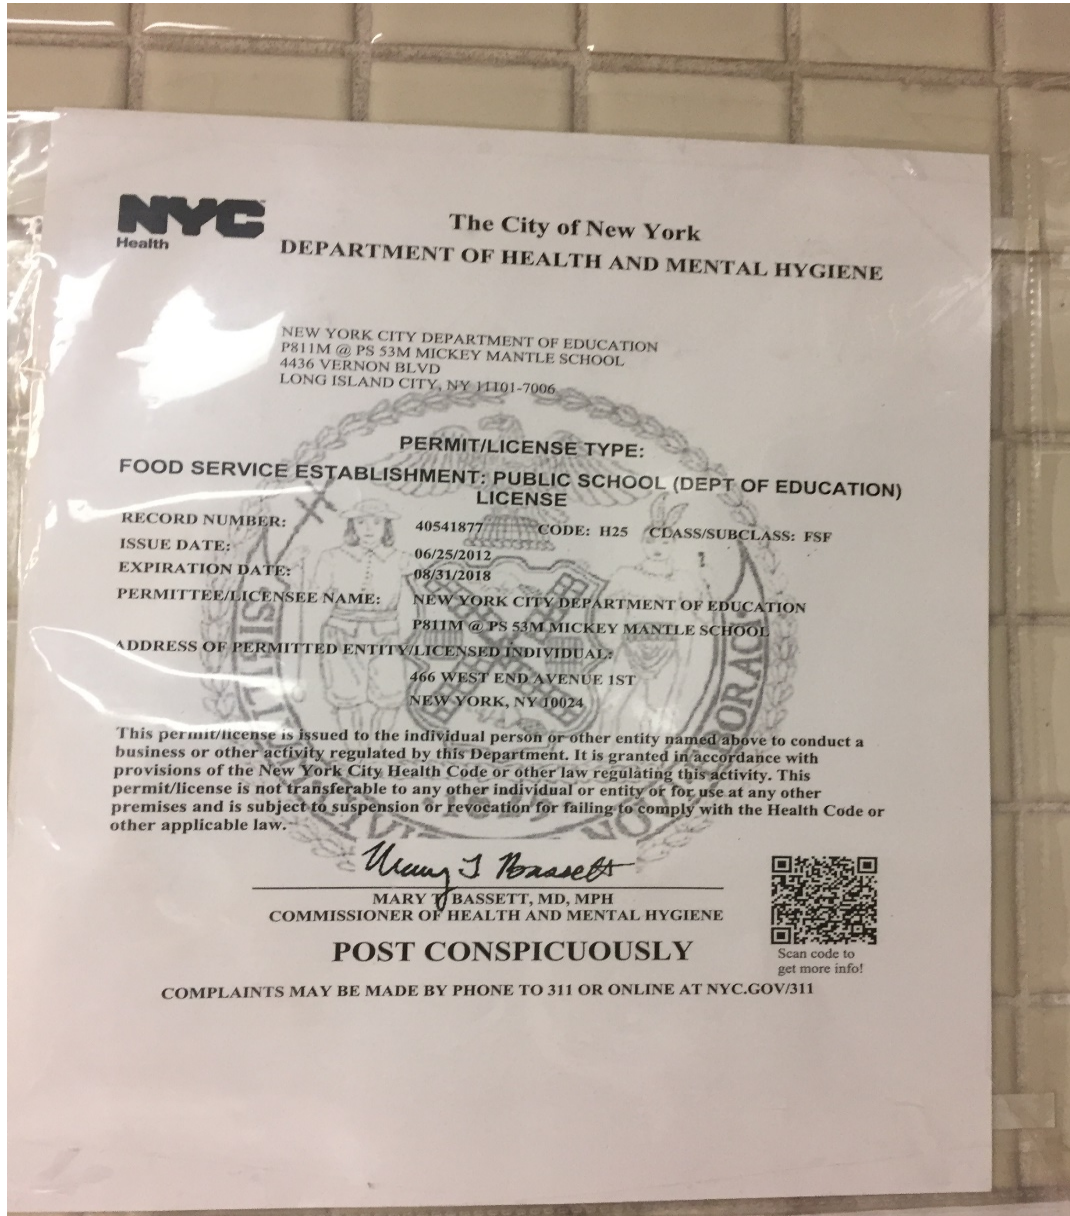 NYC
Health
The City of New York
DEPARTMENT OF HEALTH AND MENTAL HYGIENE
NEW YORK CITY DEPARTMENT OF EDUCATION
P811M @ PS 53M MICKEY MANTLE SCHOOL
4436 VERNON BLVD
LONG ISLAND CITY, NY 11101-7006
PERMIT/LICENSE TYPE:
FOOD SERVICE ESTABLISHMENT: PUBLIC SCHOOL (DEPT OF EDUCATION)
LICENSE
RECORD NUMBER: 40541877 CODE: H25 CLASS/SUBCLASS: FSF
ISSUE DATE: 06/25/2012
EXPIRATION DATE: 08/31/2018
PERMITTEE/LICENSEE NAME: NEW YORK CITY DEPARTMENT OF EDUCATION
P811M @ PS 53M MICKEY MANTLE SCHOOL
ADDRESS OF PERMITTED ENTITY/LICENSED INDIVIDUAL:
466 WEST END AVENUE 1ST
NEW YORK, NY 10024
This permit/license is issued to the individual person or other entity named above to conduct a
business or other activity regulated by this Department. It is granted in accordance with
provisions of the New York City Health Code or other law regulating this activity. This
permit/license is not transferable to any other individual or entity or for use at any other
premises and is subject to suspension or revocation for failing to comply with the Health Code or
other applicable law.
Mary T Bassett
MARY T BASSETT, MD, MPH
COMMISSIONER OF HEALTH AND MENTAL HYGIENE
POST CONSPICUOUSLY
Scan code to
get more info!
COMPLAINTS MAY BE MADE BY PHONE TO 311 OR ONLINE AT NYC.GOV/311